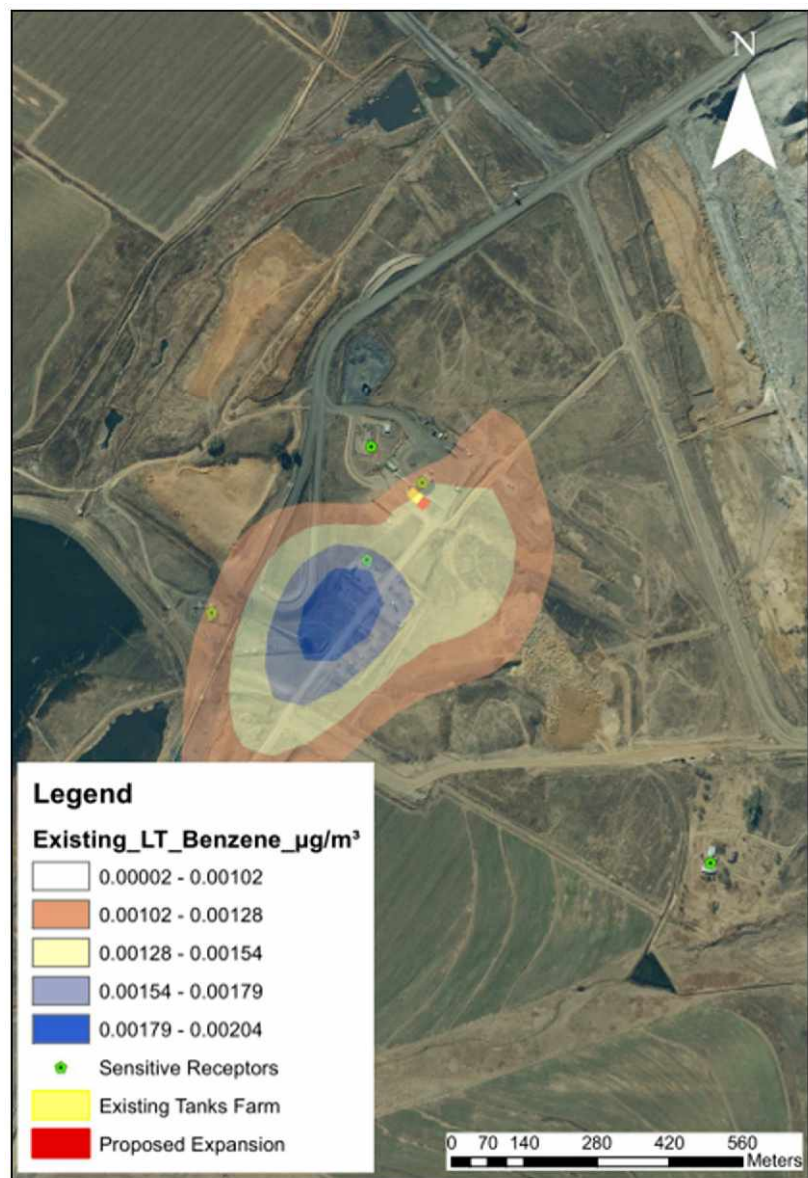 N
Legend
Existing_LT_Benzene_µg/m³
0.00002 - 0.00102
0.00102 - 0.00128
0.00128 - 0.00154
0.00154 - 0.00179
0.00179 - 0.00204
Sensitive Receptors
Existing Tanks Farm
Proposed Expansion
0 70 140 280 420 560
Meters